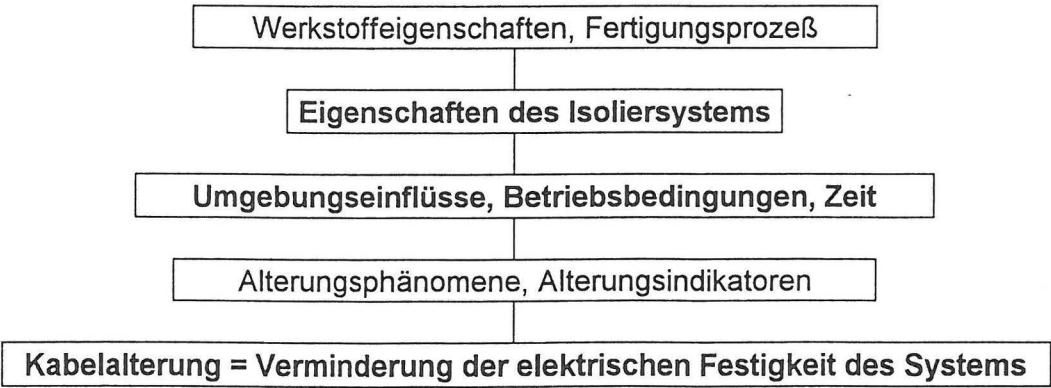 Werkstoffeigenschaften, Fertigungsprozeß
Eigenschaften des Isoliersystems
Umgebungseinflüsse, Betriebsbedingungen, Zeit
Alterungsphänomene, Alterungsindikatoren
Kabelalterung = Verminderung der elektrischen Festigkeit des Systems